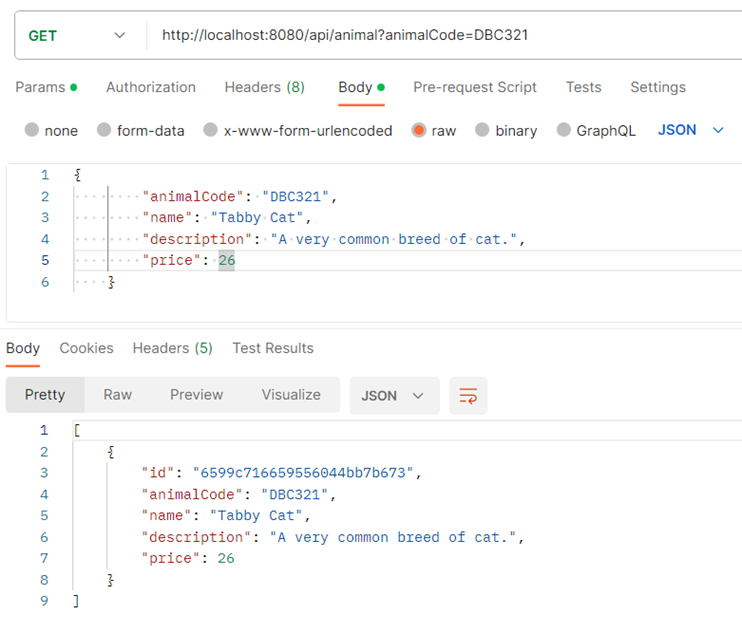 GET http://localhost:8080/api/animal?animalCode=DBC321
Params Authorization Headers (8) Body Pre-request Script Tests Settings
none form-data x-www-form-urlencoded raw binary GraphQL JSON
1 {
2 "animalCode": "DBC321",
3 "name": "Tabby Cat",
4 "description": "A very common breed of cat.",
5 "price": 26
6 }
Body Cookies Headers (5) Test Results
Pretty Raw Preview Visualize JSON
1 [
2 {
3 "id": "6599c716659556044bb7b673",
4 "animalCode": "DBC321",
5 "name": "Tabby Cat",
6 "description": "A very common breed of cat.",
7 "price": 26
8 }
9 ]